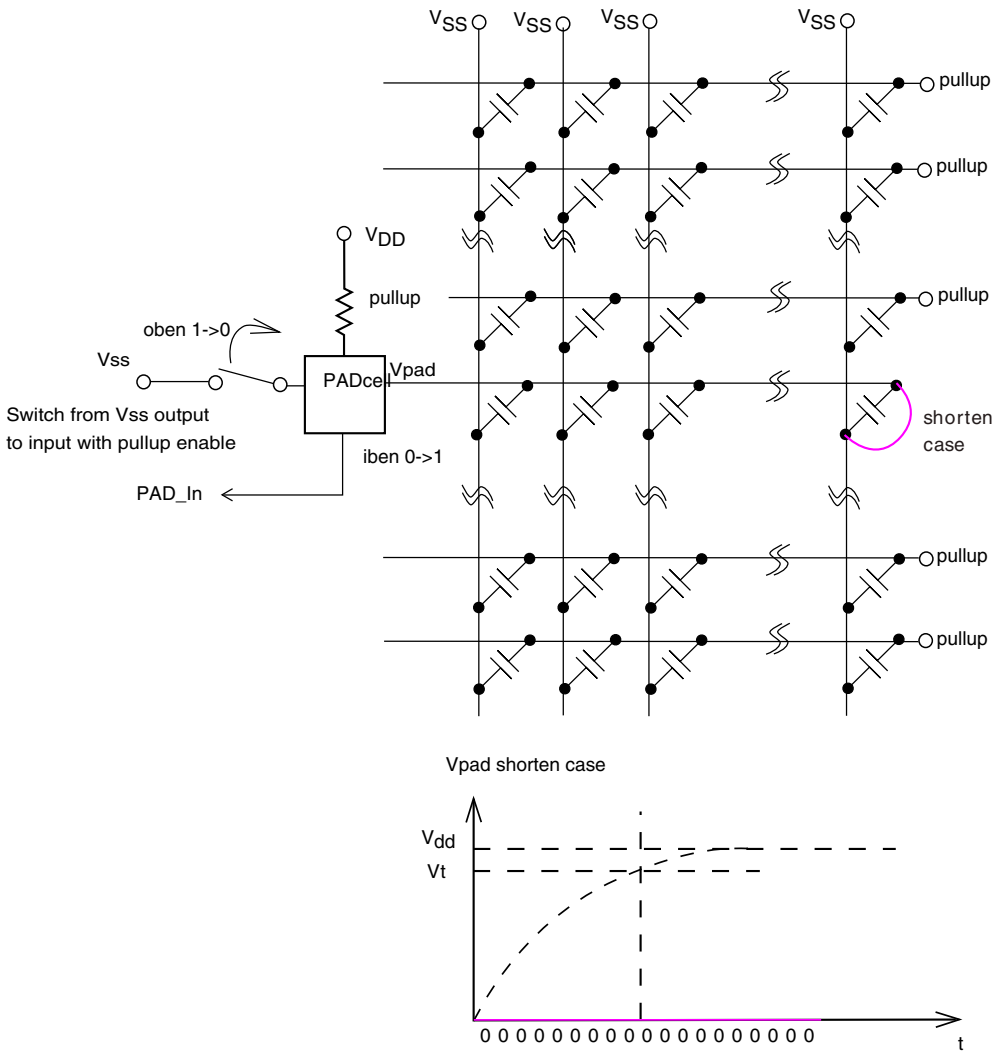 VSS VSS VSS VSS
pullup
pullup
VDD
pullup
pullup
oben 1->0
Vss
PADcel Vpad
Switch from Vss output
to input with pullup enable
shorten
case
iben 0->1
PAD_In
pullup
pullup
Vpad shorten case
Vdd
Vt
0 0 0 0 0 0 0 0 0 0 0 0 0 0 0 0 0 0 0
t